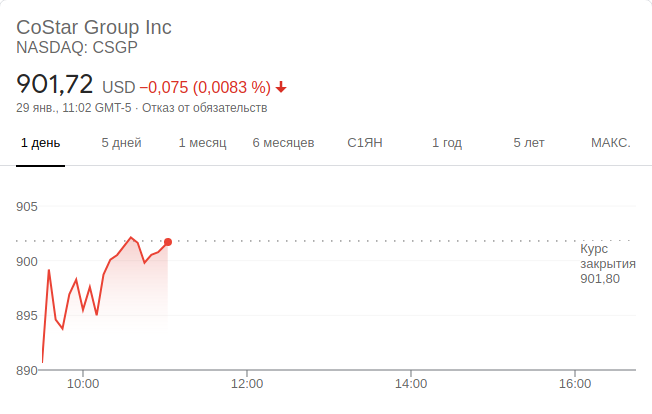 CoStar Group Inc
NASDAQ: CSGP
901,72 USD −0,075 (0,0083 %)
29 янв., 11:02 GMT-5 · Отказ от обязательств
1 день 5 дней 1 месяц 6 месяцев С1ЯН 1 год 5 лет МАКС.
905
Курс
закрытия
901,80
900
895
890
10:00 12:00 14:00 16:00